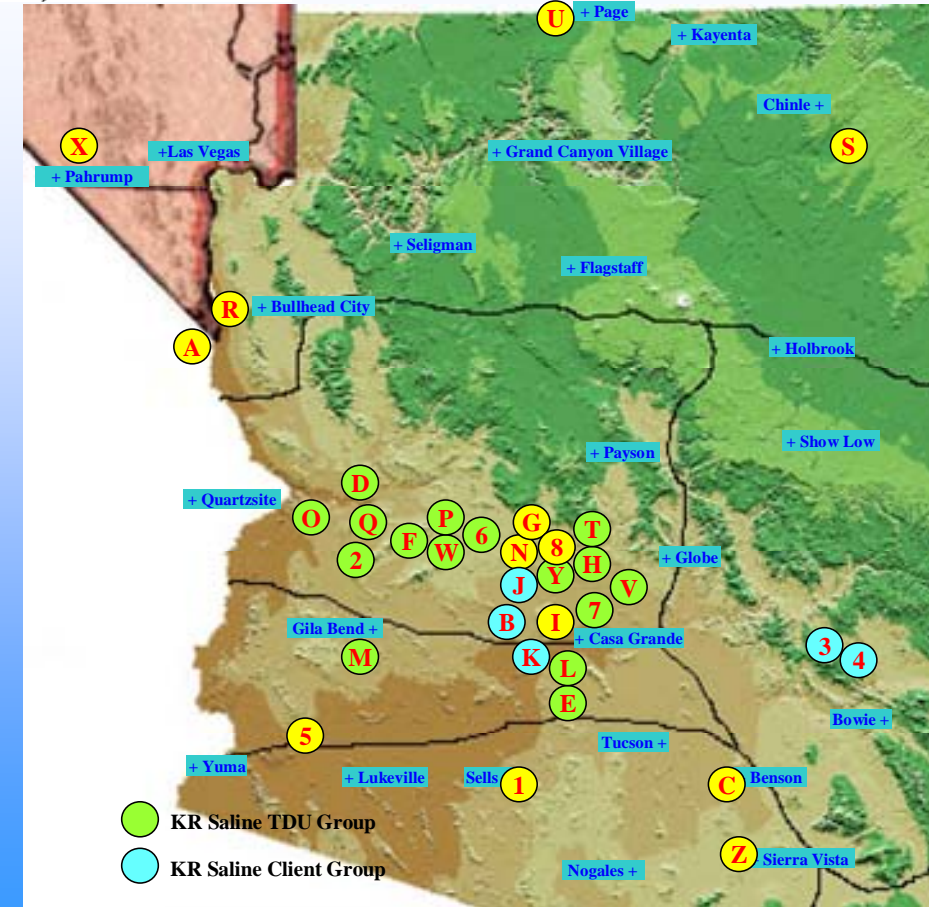 U
+ Page
+ Kayenta
Chinle +
X
+Las Vegas
+ Grand Canyon Village
S
+ Pahrump
+ Seligman
+ Flagstaff
R
+ Bullhead City
A
+ Holbrook
+ Show Low
+ Payson
D
+ Quartzsite
O
Q
P
G
T
F
W
6
N
8
2
J
Y
H
+ Globe
V
7
B
I
Gila Bend +
+ Casa Grande
M
K
L
3
4
E
Bowie +
5
Tucson +
+ Yuma
+ Lukeville
Sells
1
C
Benson
KR Saline TDU Group
Z
+ Sierra Vista
KR Saline Client Group
Nogales +